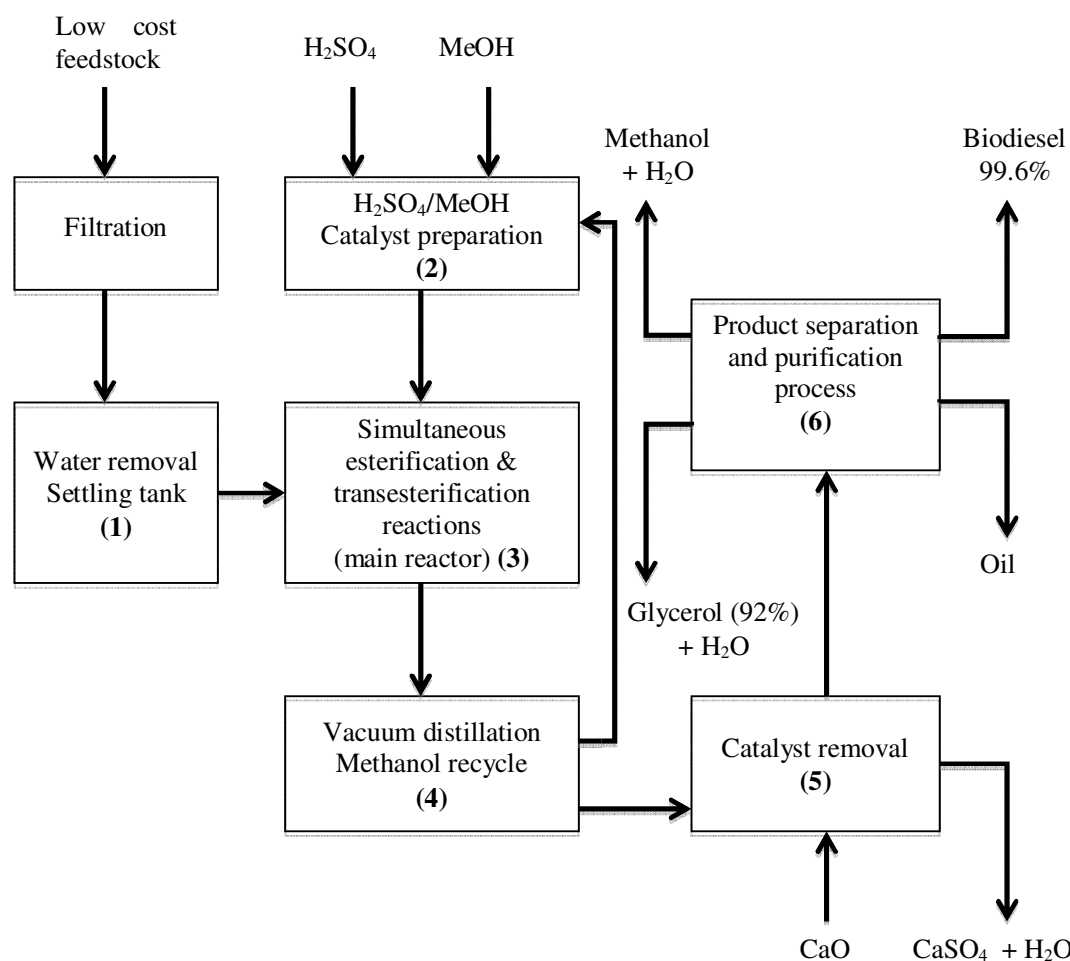 Low cost
feedstock
H₂SO₄
MeOH
Methanol
+ H₂O
Biodiesel
99.6%
Filtration
H₂SO₄/MeOH
Catalyst preparation
(2)
Product separation
and purification
process
(6)
Water removal
Settling tank
(1)
Simultaneous
esterification &
transesterification
reactions
(main reactor) (3)
Oil
Glycerol (92%)
+ H₂O
Vacuum distillation
Methanol recycle
(4)
Catalyst removal
(5)
CaO
CaSO₄ + H₂O